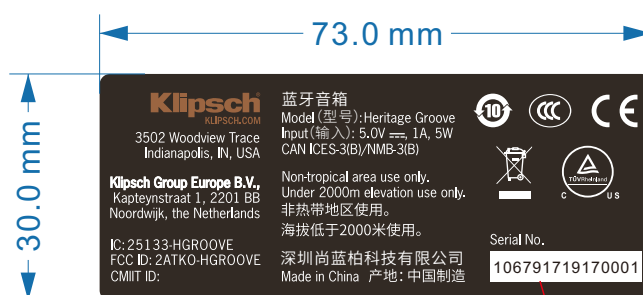 73.0 mm
30.0 mm
Klipsch
KLIPSCH.COM
3502 Woodview Trace
Indianapolis, IN, USA
Klipsch Group Europe B.V.,
Kapteynstraat 1, 2201 BB
Noordwijk, the Netherlands
IC: 25133-HGROOVE
FCC ID: 2ATKO-HGROOVE
CMIIT ID:
蓝牙音箱
Model (型号): Heritage Groove
Input (输入): 5.0V ⎓, 1A, 5W
CAN ICES-3(B)/NMB-3(B)
Non-tropical area use only.
Under 2000m elevation use only.
非热带地区使用。
海拔低于2000米使用。
深圳尚蓝柏科技有限公司
Made in China 产地: 中国制造
10
CCC
CE
TÜVRheinland
C US
Serial No.
106791719170001